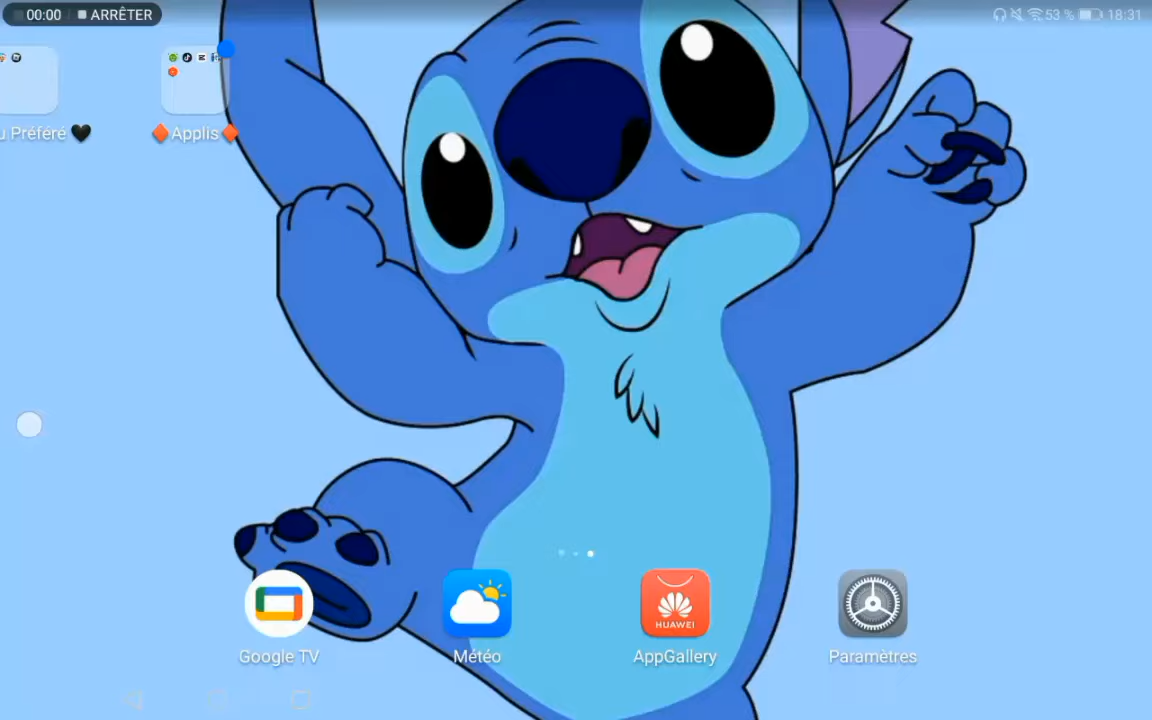 00:00 ARRÊTER
53 % 18:31
u Préféré 🖤
♦️Applis♦️
HUAWEI
Google TV
Météo
AppGallery
Paramètres